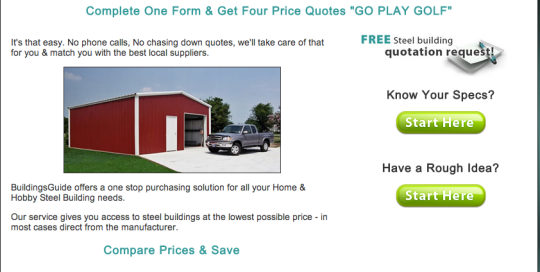 Complete One Form & Get Four Price Quotes "GO PLAY GOLF"
It's that easy. No phone calls, No chasing down quotes, we'll take care of that
for you & match you with the best local suppliers.
BuildingsGuide offers a one stop purchasing solution for all your Home &
Hobby Steel Building needs.
Our service gives you access to steel buildings at the lowest possible price - in
most cases direct from the manufacturer.
Compare Prices & Save
FREE Steel building
quotation request!
Know Your Specs?
Start Here
Have a Rough Idea?
Start Here